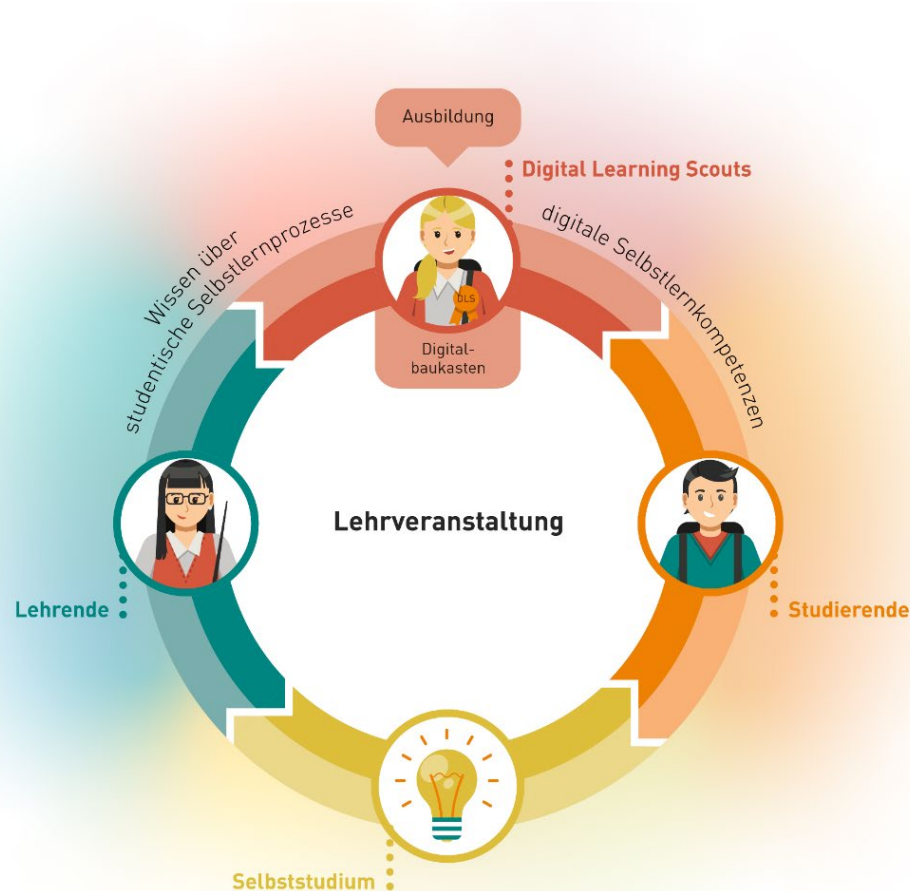 Ausbildung
Digital Learning Scouts
Wissen über
studentische Selbstlernprozesse
digitale Selbstlernkompetenzen
DLS
Digital-
baukasten
Lehrveranstaltung
Lehrende
Studierende
Selbststudium